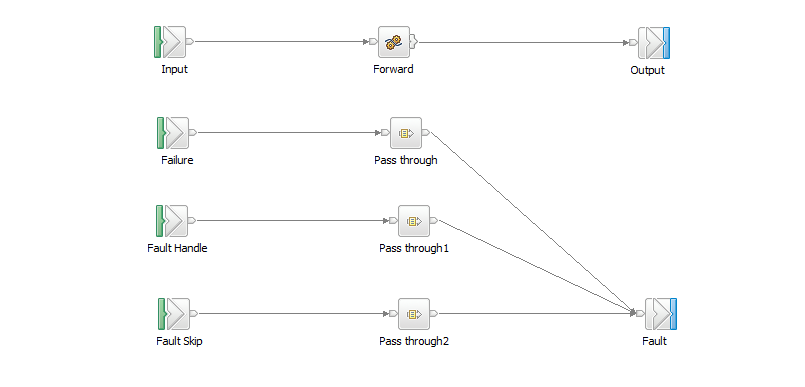 Input
Forward
Output
Failure
Pass through
Fault Handle
Pass through1
Fault Skip
Pass through2
Fault